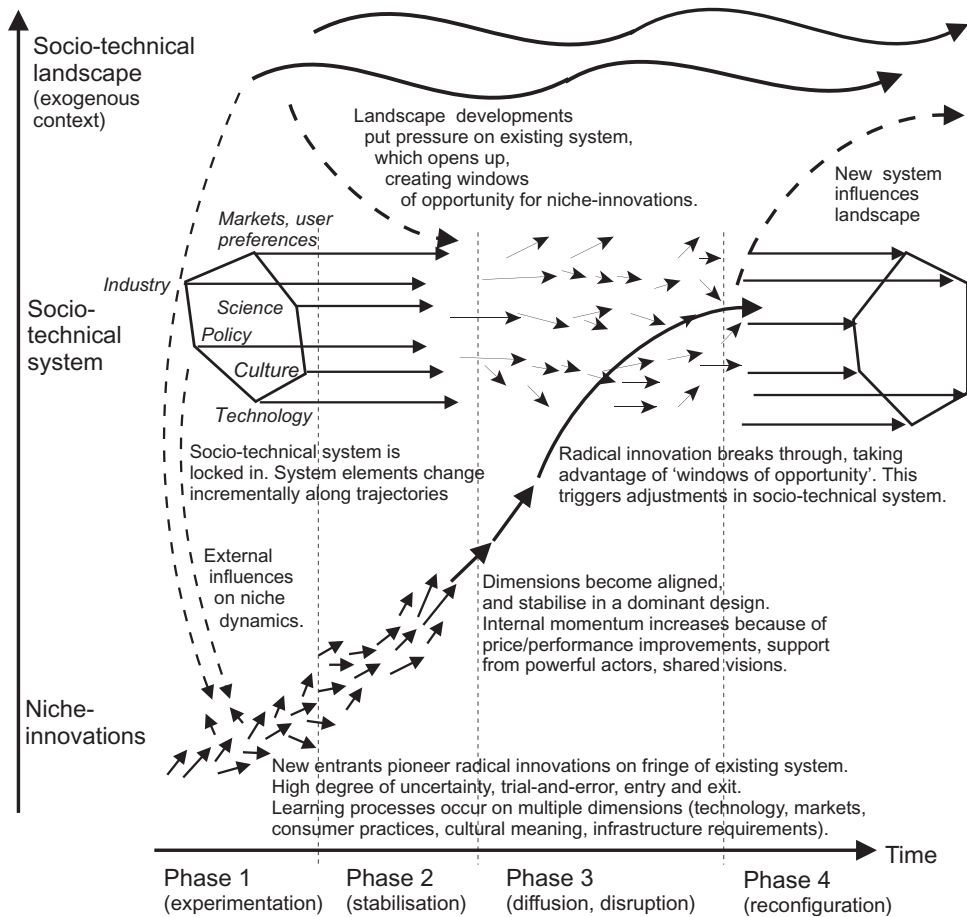 Socio-technical
landscape
(exogenous
context)
Landscape developments
put pressure on existing system,
which opens up,
creating windows
of opportunity for niche-innovations.
New system
influences
landscape
Markets, user
preferences
Industry
Science
Policy
Culture
Technology
Socio-
technical
system
Socio-technical system is
locked in. System elements change
incrementally along trajectories
Radical innovation breaks through, taking
advantage of ‘windows of opportunity’. This
triggers adjustments in socio-technical system.
External
influences
on niche
dynamics.
Dimensions become aligned,
and stabilise in a dominant design.
Internal momentum increases because of
price/performance improvements, support
from powerful actors, shared visions.
Niche-
innovations
New entrants pioneer radical innovations on fringe of existing system.
High degree of uncertainty, trial-and-error, entry and exit.
Learning processes occur on multiple dimensions (technology, markets,
consumer practices, cultural meaning, infrastructure requirements).
Time
Phase 1
(experimentation)
Phase 2
(stabilisation)
Phase 3
(diffusion, disruption)
Phase 4
(reconfiguration)